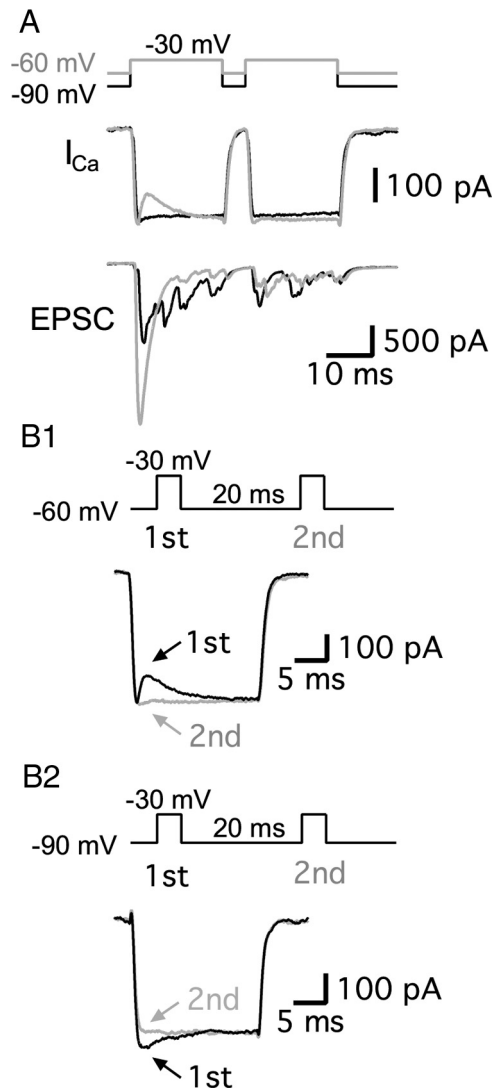 A
-30 mV
-60 mV
-90 mV
ICa
100 pA
EPSC
500 pA
10 ms
B1
-30 mV
20 ms
-60 mV
1st
2nd
1st
100 pA
5 ms
2nd
B2
-30 mV
20 ms
-90 mV
1st
2nd
2nd
100 pA
5 ms
1st